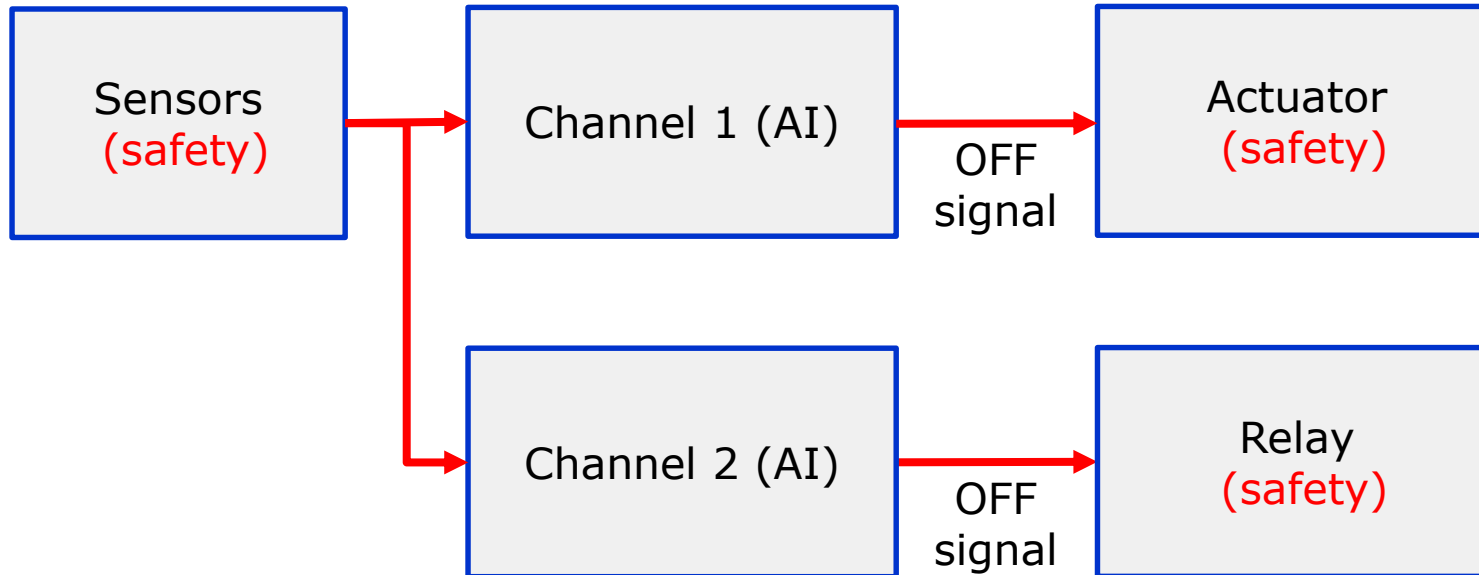 Sensors
(safety)
Channel 1 (AI)
OFF
signal
Actuator
(safety)
Channel 2 (AI)
OFF
signal
Relay
(safety)